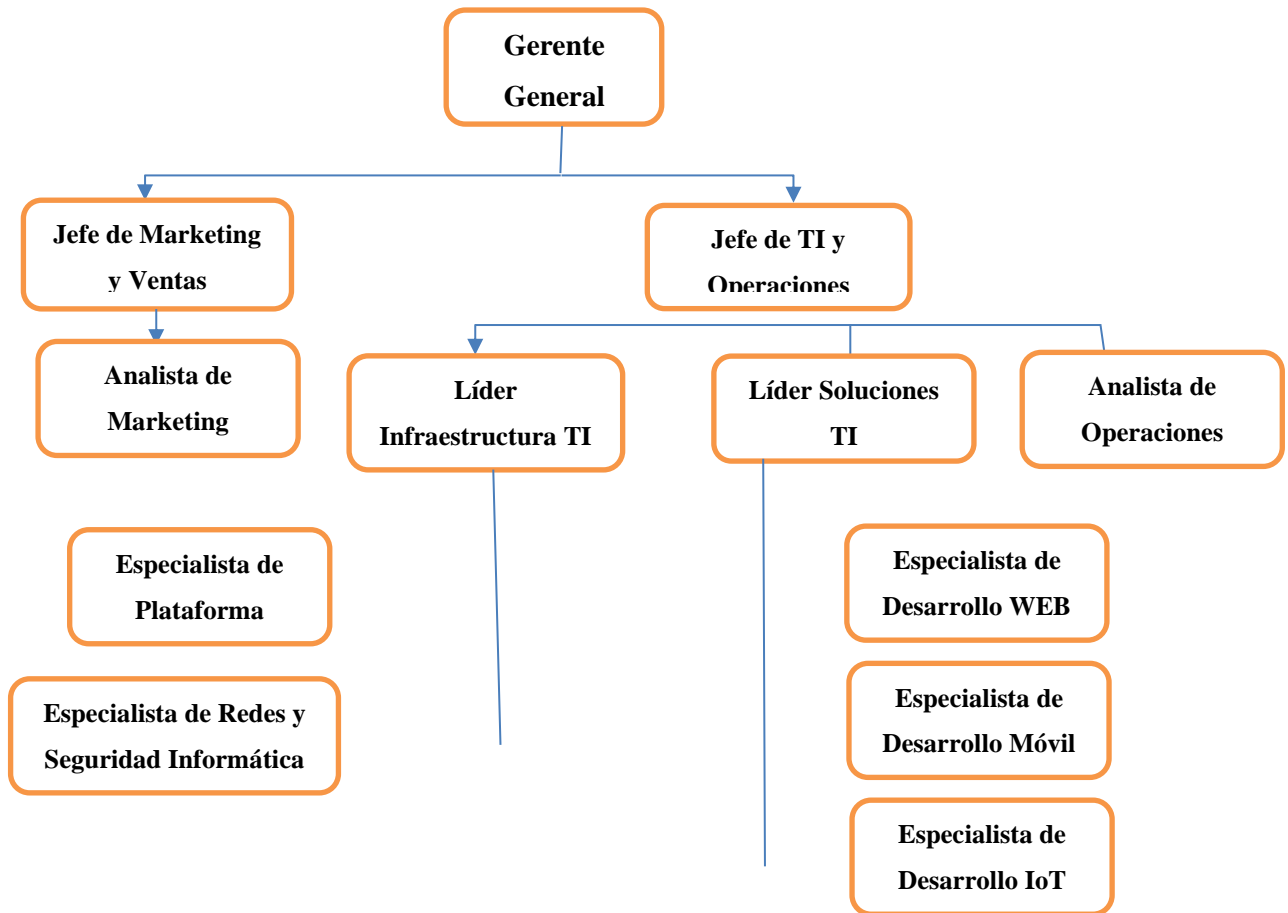 Gerente
General
Jefe de Marketing
y Ventas
Jefe de TI y
Operaciones
Analista de
Marketing
Líder
Infraestructura TI
Líder Soluciones
TI
Analista de
Operaciones
Especialista de
Plataforma
Especialista de
Desarrollo WEB
Especialista de Redes y
Seguridad Informática
Especialista de
Desarrollo Móvil
Especialista de
Desarrollo IoT